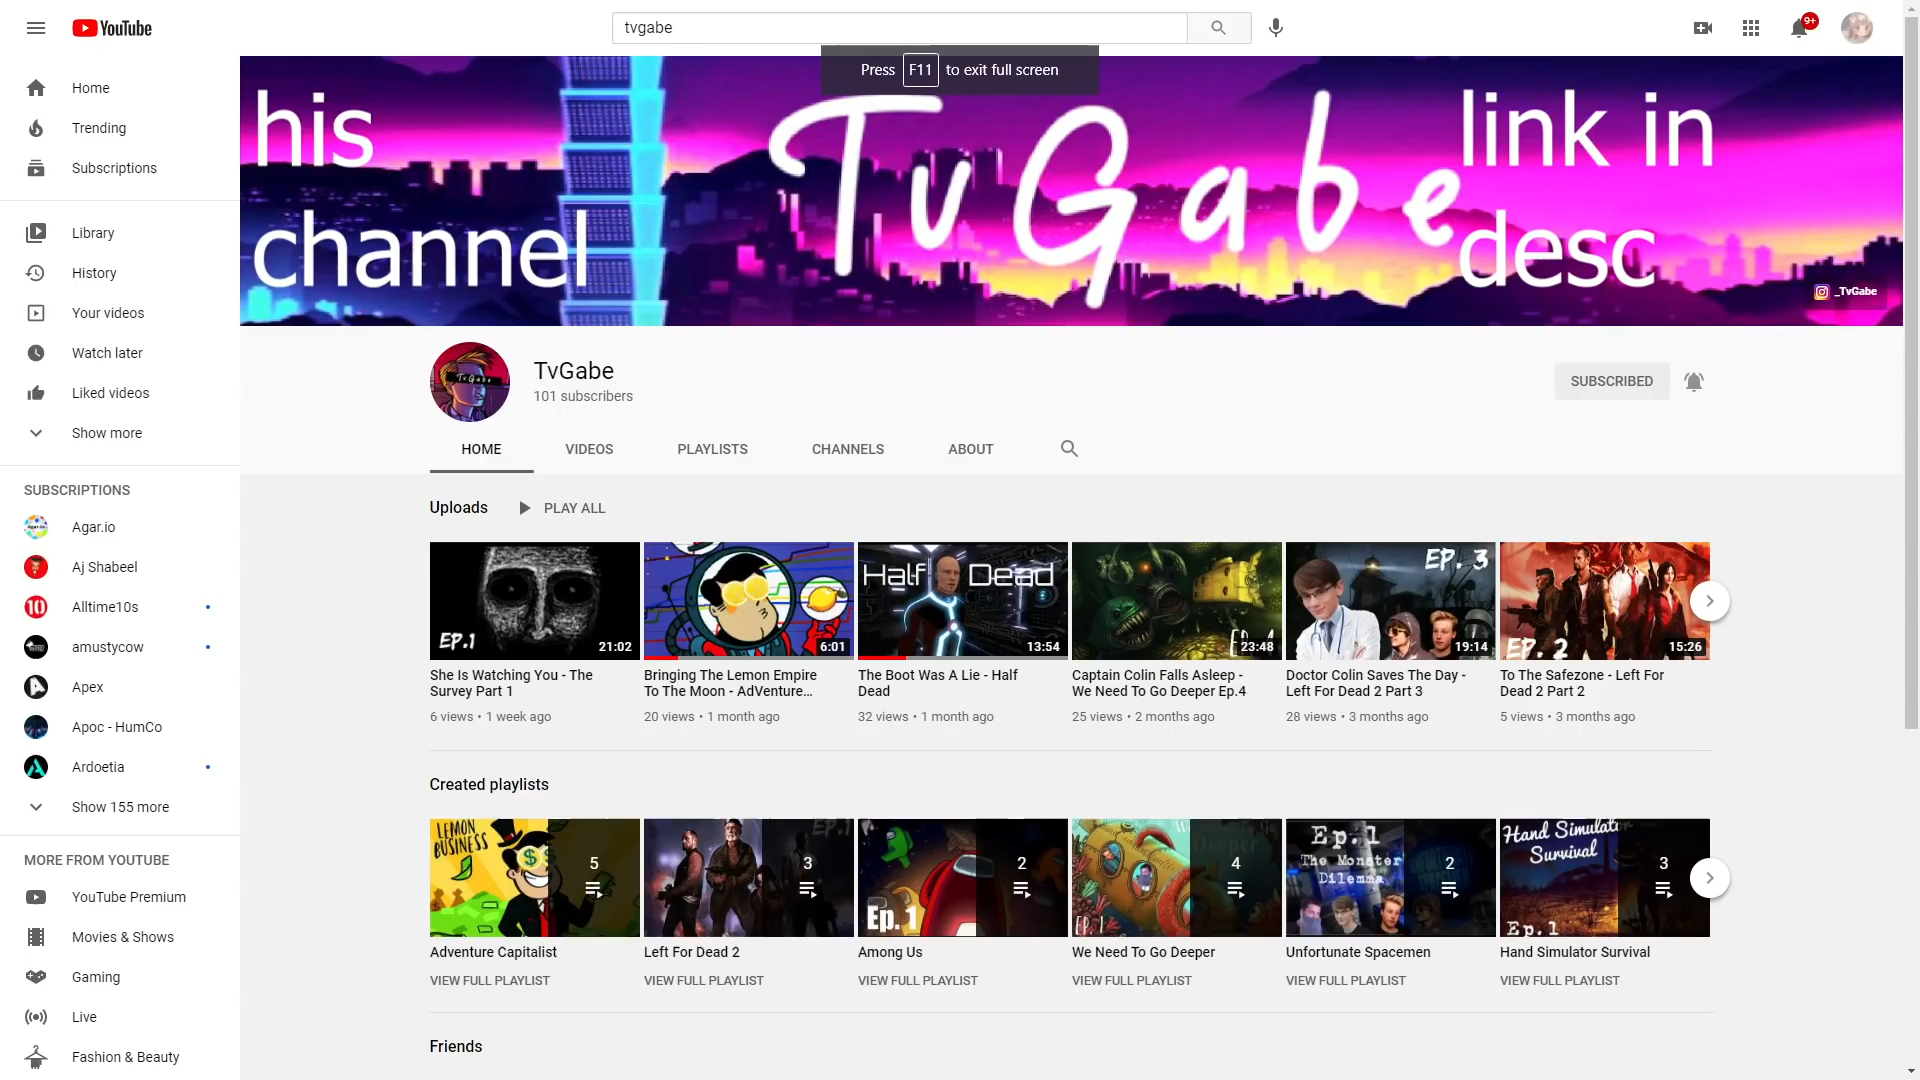 YouTube
tvgabe
9+
Press F11 to exit full screen
Home
Trending
Subscriptions
Library
History
Your videos
Watch later
Liked videos
Show more
SUBSCRIPTIONS
Agar.io
Aj Shabeel
Alltime10s
amustycow
Apex
Apoc - HumCo
Ardoetia
Show 155 more
MORE FROM YOUTUBE
YouTube Premium
Movies & Shows
Gaming
Live
Fashion & Beauty
his
channel
TvGabe
link in
desc
_TvGabe
TvGabe
TvGabe
101 subscribers
SUBSCRIBED
HOME VIDEOS PLAYLISTS CHANNELS ABOUT
Uploads PLAY ALL
EP.1
21:02
She Is Watching You - The
Survey Part 1
6 views • 1 week ago
6:01
Bringing The Lemon Empire
To The Moon - AdVenture...
20 views • 1 month ago
Half Dead
13:54
The Boot Was A Lie - Half
Dead
32 views • 1 month ago
23:48
Captain Colin Falls Asleep -
We Need To Go Deeper Ep.4
25 views • 2 months ago
EP. 3
19:14
Doctor Colin Saves The Day -
Left For Dead 2 Part 3
28 views • 3 months ago
EP. 2
15:26
To The Safezone - Left For
Dead 2 Part 2
5 views • 3 months ago
Created playlists
LEMON
BUSINESS
5
Adventure Capitalist
VIEW FULL PLAYLIST
EP.1
3
Left For Dead 2
VIEW FULL PLAYLIST
Ep. 1
2
Among Us
VIEW FULL PLAYLIST
Deeper
EP. 1
4
We Need To Go Deeper
VIEW FULL PLAYLIST
Ep.1
The Monster
Dilemma
2
Unfortunate Spacemen
VIEW FULL PLAYLIST
Hand Simulator
Survival
Ep.1
3
Hand Simulator Survival
VIEW FULL PLAYLIST
Friends